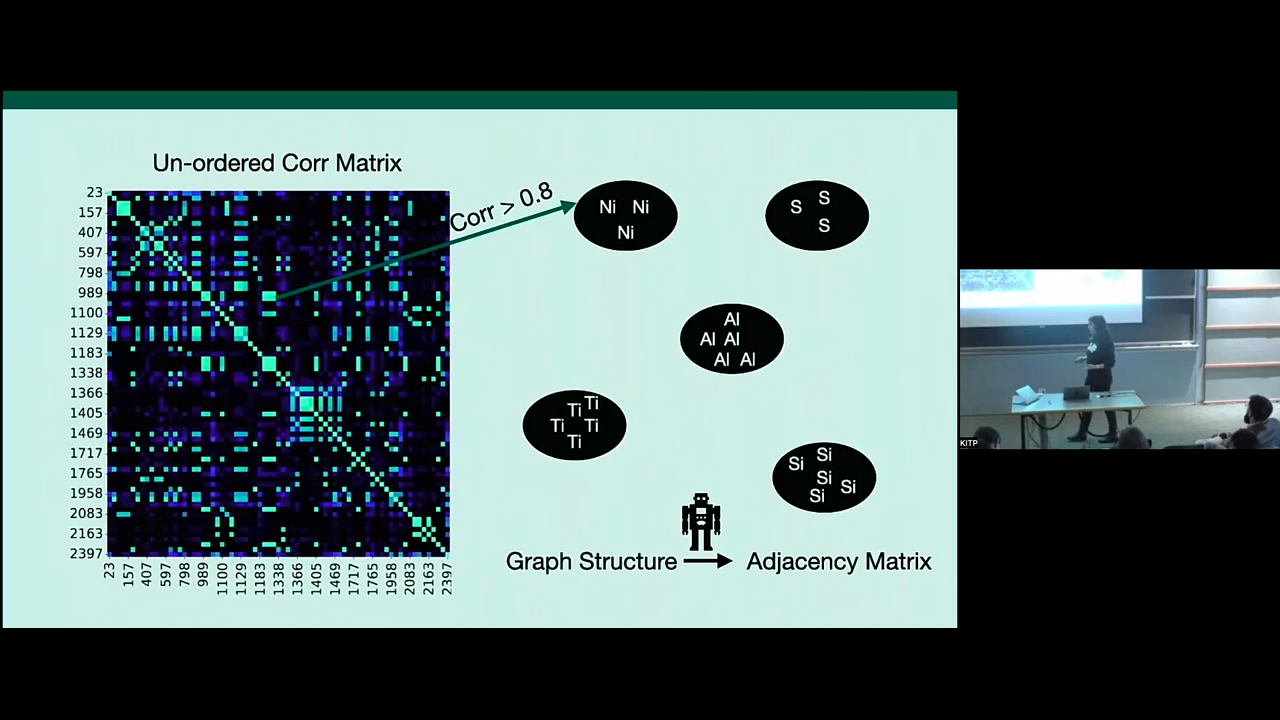 Un-ordered Corr Matrix
23
157
407
597
798
989
1100
1129
1183
1338
1366
1405
1469
1717
1765
1958
2083
2163
2397
23
157
407
597
798
989
1100
1129
1183
1338
1366
1405
1469
1717
1765
1958
2083
2163
2397
Corr > 0.8
Ni Ni
Ni
S S
S
Al
Al Al
Al Al
Ti Ti
Ti Ti
Ti
Si Si
Si Si
Si
Graph Structure Adjacency Matrix
KITP